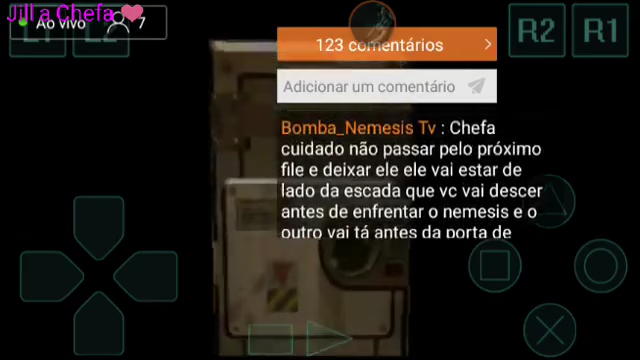 Jill a Chefa ❤
Ao vivo 7
L1 L2
R2 R1
123 comentários
Adicionar um comentário
Bomba_Nemesis Tv : Chefa
cuidado não passar pelo próximo
file e deixar ele ele vai estar de
lado da escada que vc vai descer
antes de enfrentar o nemesis e o
outro vai tá antes da porta de